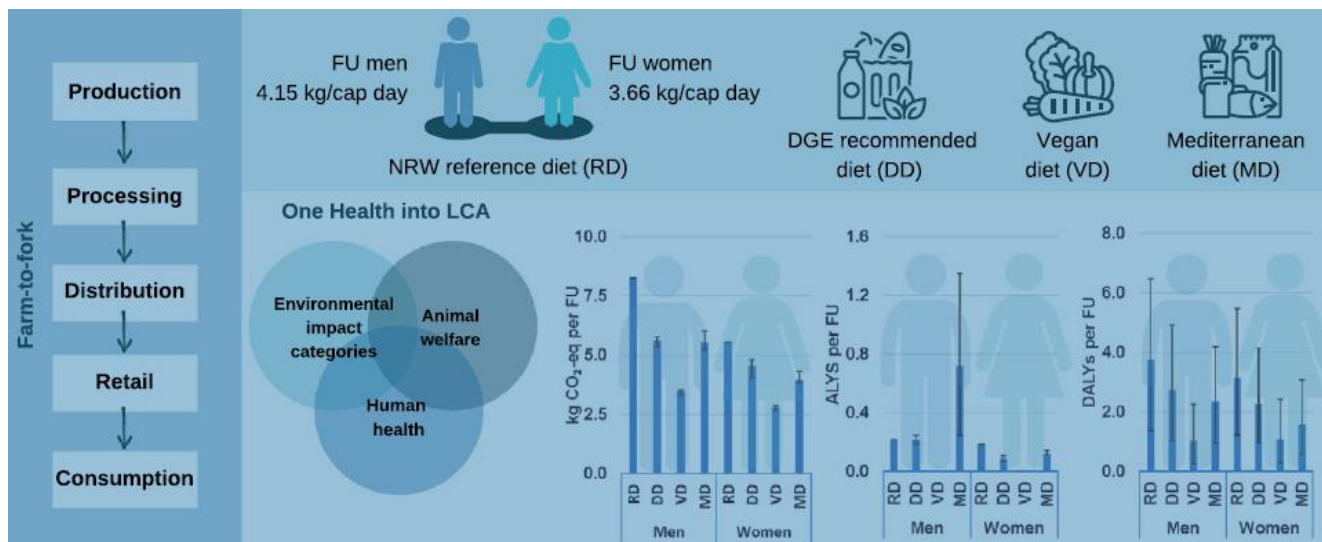 Farm-to-fork
Production
Processing
Distribution
Retail
Consumption
FU men
4.15 kg/cap day
FU women
3.66 kg/cap day
NRW reference diet (RD)
DGE recommended
diet (DD)
Vegan
diet (VD)
Mediterranean
diet (MD)
One Health into LCA
Environmental
impact
categories
Animal
welfare
Human
health
kg CO₂-eq per FU
10.0
7.5
5.0
2.5
0.0
RD
DD
VD
MD
RD
DD
VD
MD
Men
Women
ALYS per FU
1.6
1.2
0.8
0.4
0.0
RD
DD
VD
MD
RD
DD
VD
MD
Men
Women
DALYs per FU
8.0
6.0
4.0
2.0
0.0
RD
DD
VD
MD
RD
DD
VD
MD
Men
Women